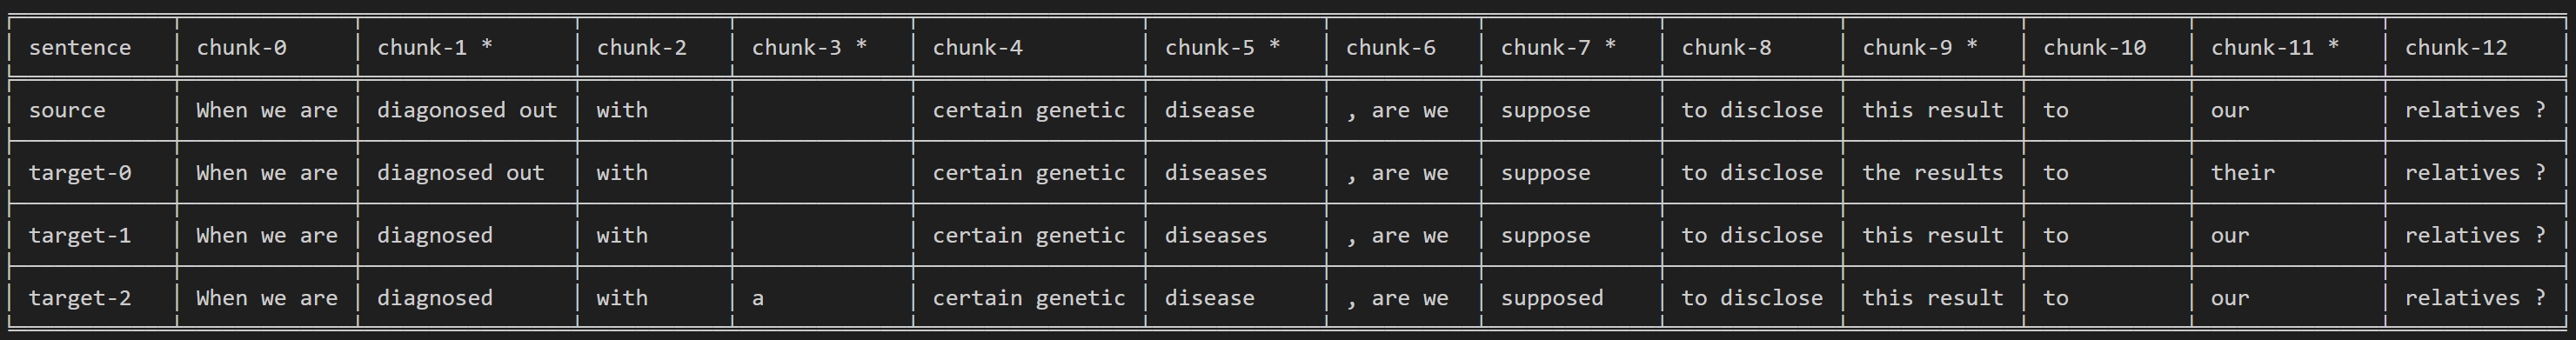 sentence chunk-0 chunk-1 * chunk-2 chunk-3 * chunk-4 chunk-5 * chunk-6 chunk-7 * chunk-8 chunk-9 * chunk-10 chunk-11 * chunk-12
source When we are diagonosed out with certain genetic disease , are we suppose to disclose this result to our relatives ?
target-0 When we are diagnosed out with certain genetic diseases , are we suppose to disclose the results to their relatives ?
target-1 When we are diagnosed with certain genetic diseases , are we suppose to disclose this result to our relatives ?
target-2 When we are diagnosed with a certain genetic disease , are we supposed to disclose this result to our relatives ?